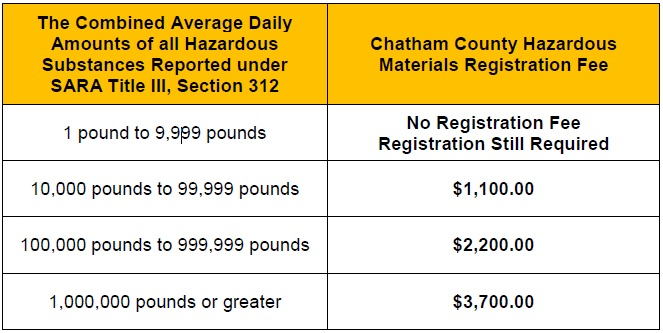 The Combined Average Daily
Amounts of all Hazardous
Substances Reported under
SARA Title III, Section 312
Chatham County Hazardous
Materials Registration Fee
1 pound to 9,999 pounds
No Registration Fee
Registration Still Required
10,000 pounds to 99,999 pounds
$1,100.00
100,000 pounds to 999,999 pounds
$2,200.00
1,000,000 pounds or greater
$3,700.00